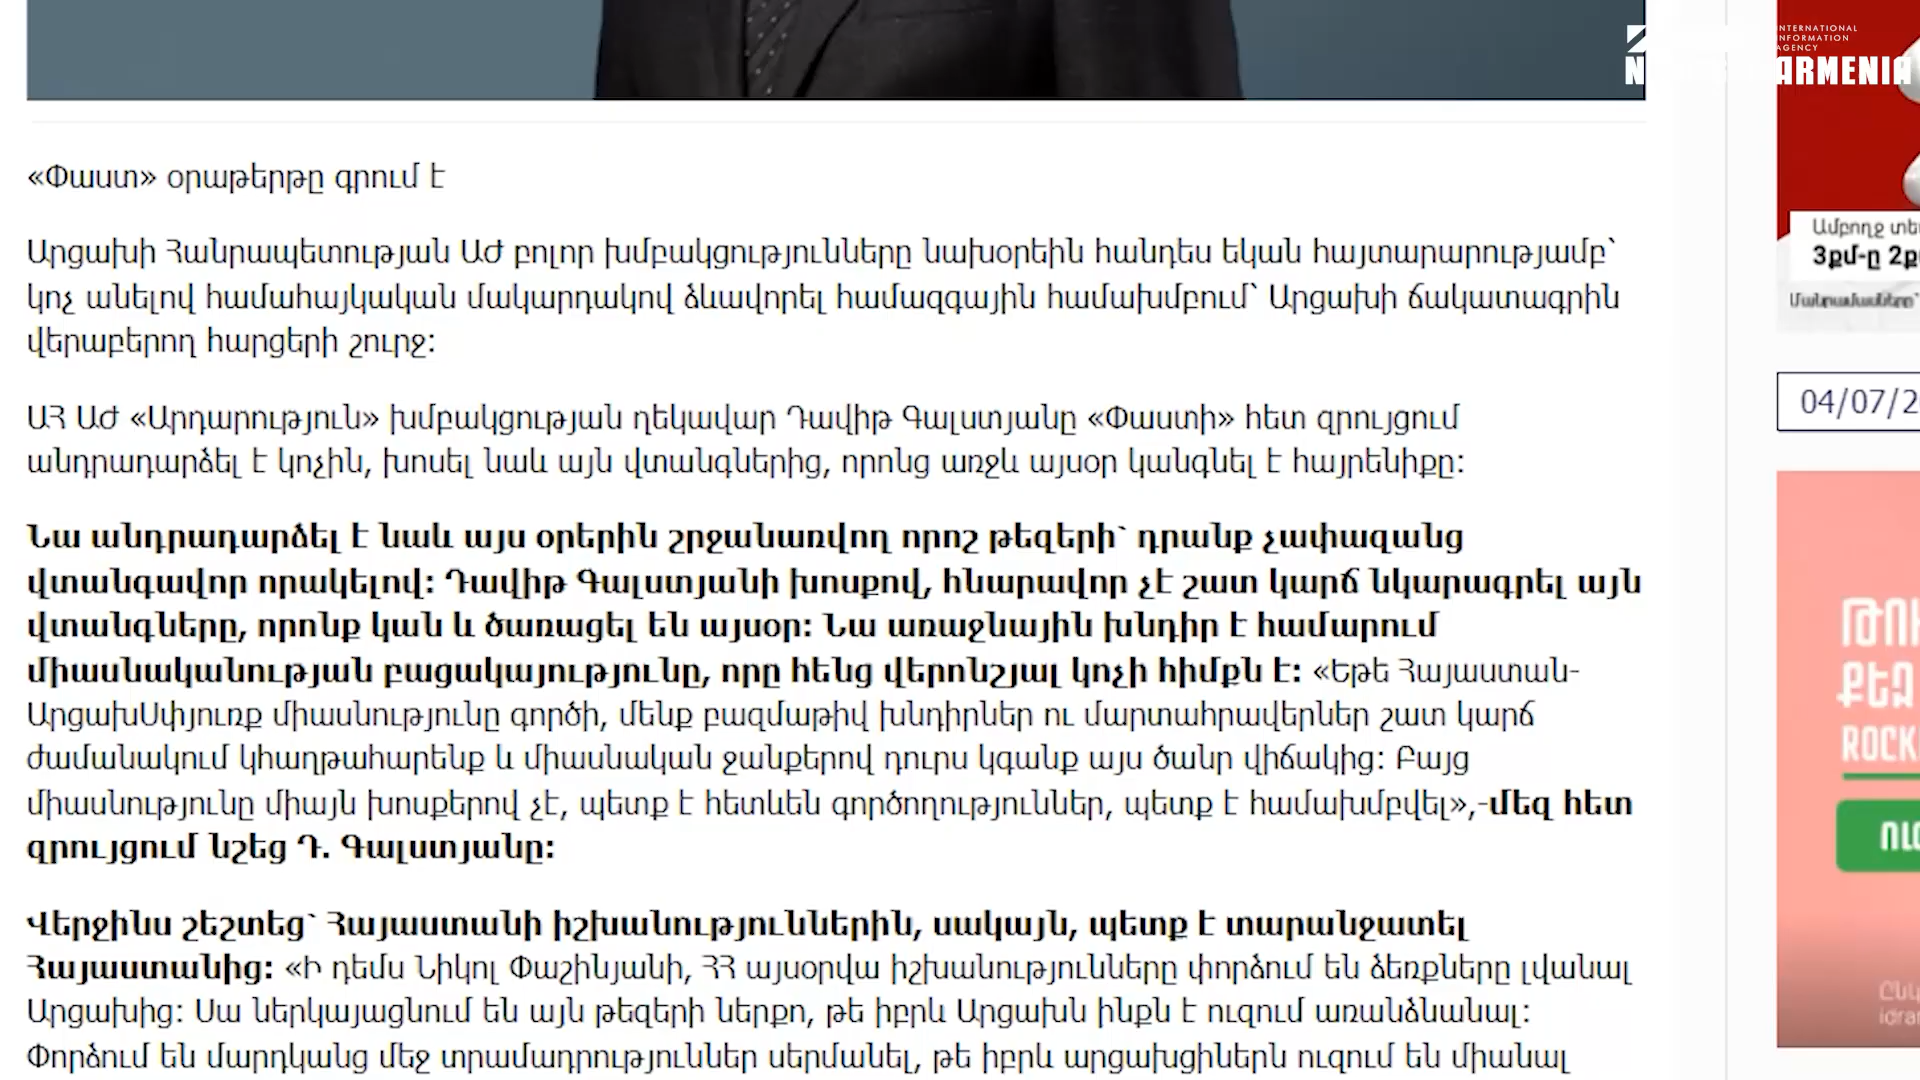 INTERNATIONAL
INFORMATION
AGENCY
ARMENIA
«Փաստ» օրաթերթը գրում է
Արցախի Հանրապետության ԱԺ բոլոր խմբակցությունները նախօրեին հանդես եկան հայտարարությամբ՝
կոչ անելով համահայկական մակարդակով ձևավորել համազգային համախմբում՝ Արցախի ճակատագրին
վերաբերող հարցերի շուրջ:
ԱՀ ԱԺ «Արդարություն» խմբակցության ղեկավար Դավիթ Գալստյանը «Փաստի» հետ զրույցում
անդրադարձել է կոչին, խոսել նաև այն վտանգներից, որոնց առջև այսօր կանգնել է հայրենիքը:
Նա անդրադարձել է նաև այս օրերին շրջանառվող որոշ թեզերի՝ դրանք չափազանց
վտանգավոր որակելով: Դավիթ Գալստյանի խոսքով, հնարավոր չէ շատ կարճ նկարագրել այն
վտանգները, որոնք կան և ծառացել են այսօր: Նա առաջնային խնդիր է համարում
միասնականության բացակայությունը, որը հենց վերոնշյալ կոչի հիմքն է: «Եթե Հայաստան-
ԱրցախՍփյուռք միասնությունը գործի, մենք բազմաթիվ խնդիրներ ու մարտահրավերներ շատ կարճ
ժամանակում կհաղթահարենք և միասնական ջանքերով դուրս կգանք այս ծանր վիճակից: Բայց
միասնությունը միայն խոսքերով չէ, պետք է հետևեն գործողություններ, պետք է համախմբվել»,-մեզ հետ
զրույցում նշեց Դ. Գալստյանը:
Վերջինս շեշտեց՝ Հայաստանի իշխանություններին, սակայն, պետք է տարանջատել
Հայաստանից: «Ի դեմս Նիկոլ Փաշինյանի, ՀՀ այսօրվա իշխանությունները փորձում են ձեռքները լվանալ
Արցախից: Սա ներկայացնում են այն թեզերի ներքո, թե իբրև Արցախն ինքն է ուզում առանձնանալ:
Փորձում են մարդկանց մեջ տրամադրություններ սերմանել, թե իբրև արցախցիներն ուզում են միանալ
Ամբողջ
3քմ-ը
04/07/2
ROCK